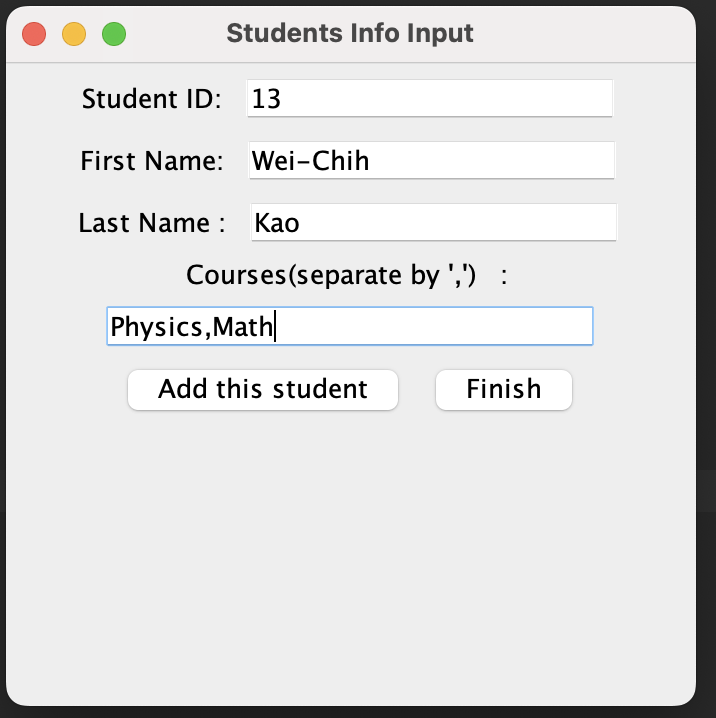 Students Info Input
Student ID: 13
First Name: Wei-Chih
Last Name : Kao
Courses(separate by ',') :
Physics,Math
Add this student Finish